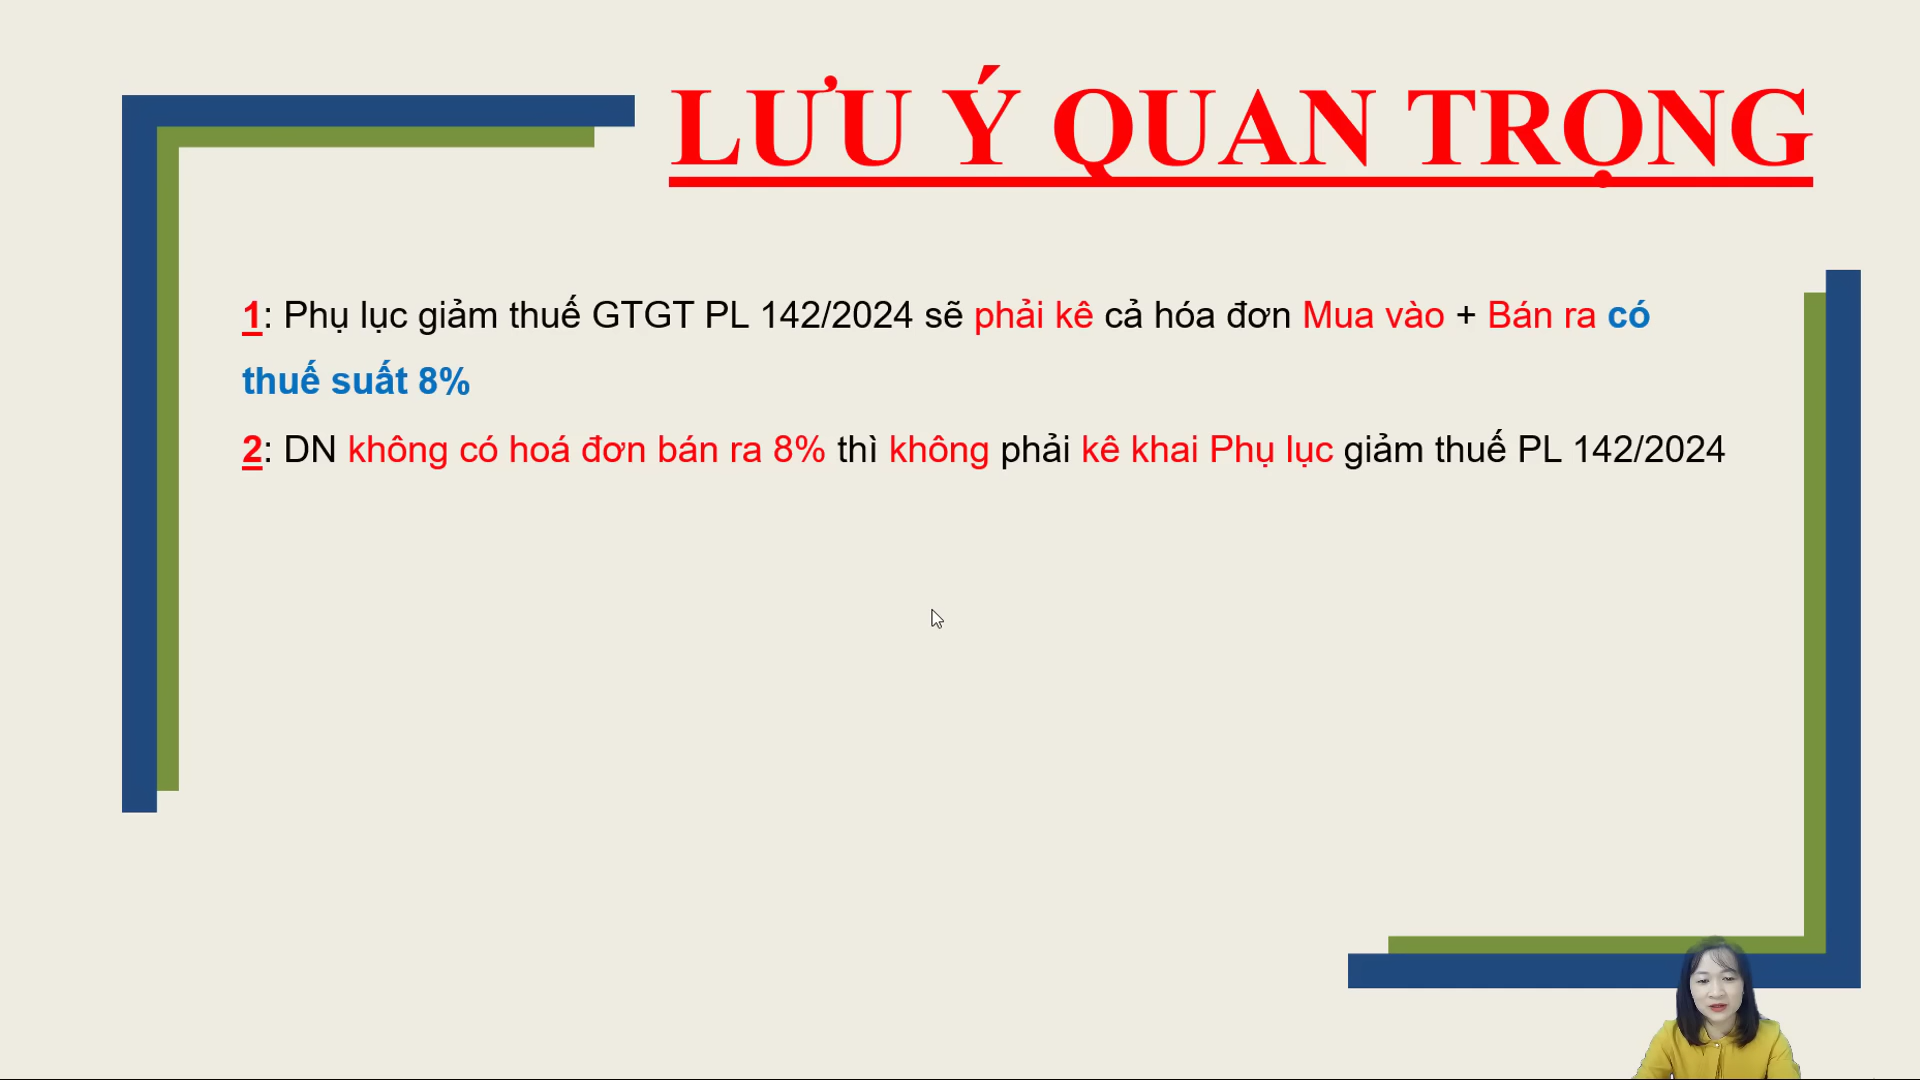 LƯU Ý QUAN TRỌNG
1: Phụ lục giảm thuế GTGT PL 142/2024 sẽ phải kê cả hóa đơn Mua vào + Bán ra có
thuế suất 8%
2: DN không có hoá đơn bán ra 8% thì không phải kê khai Phụ lục giảm thuế PL 142/2024